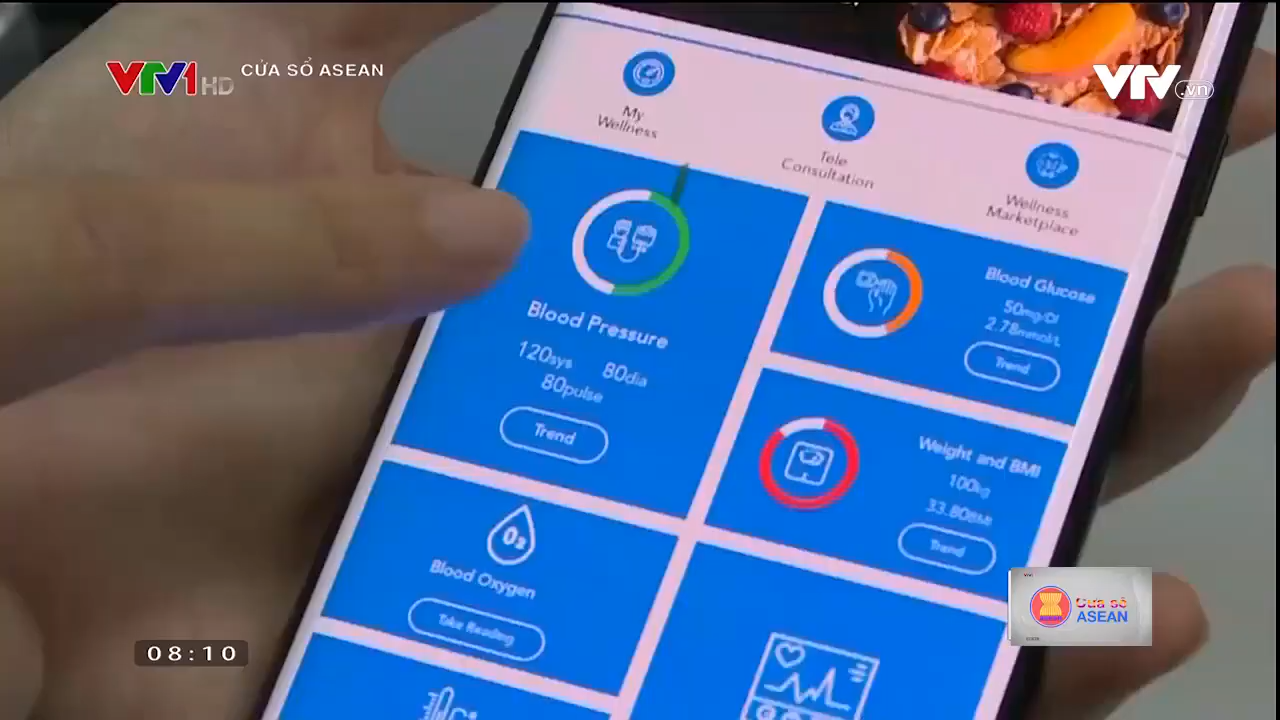 VTV1 HD CỬA SỔ ASEAN
VTV.vn
My
Wellness
Tele
Consultation
Wellness
Marketplace
Blood Pressure
120sys 80dia
80pulse
Trend
Blood Glucose
50mg/Dl
2.78mmol/L
Trend
Weight and BMI
100kg
33.80BMI
Trend
O₂
Blood Oxygen
Take Reading
Cửa sổ
ASEAN
08:10